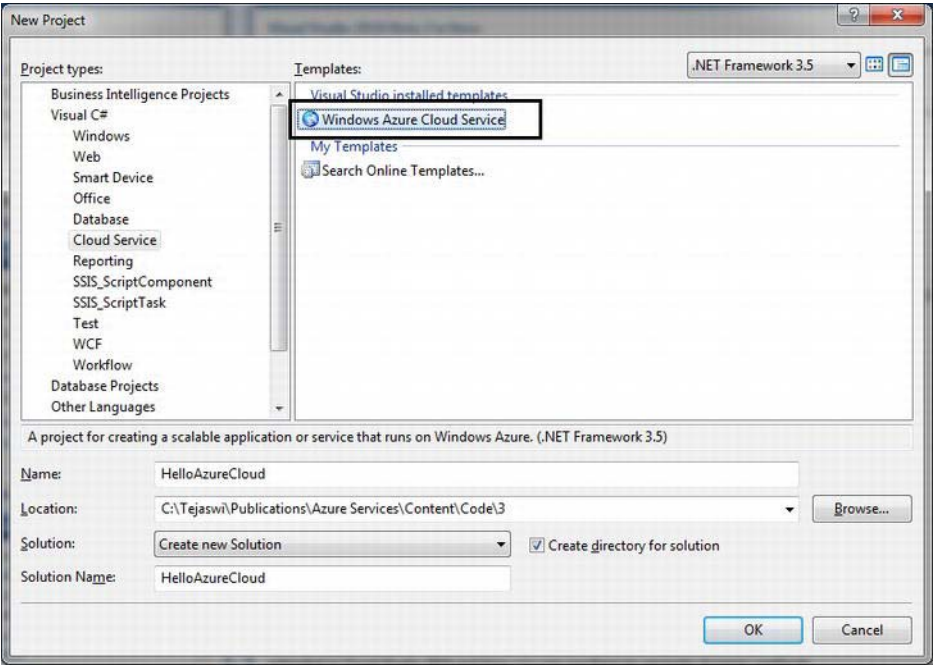 New Project
Project types:
Templates:
.NET Framework 3.5
Business Intelligence Projects
Visual C#
Windows
Web
Smart Device
Office
Database
Cloud Service
Reporting
SSIS_ScriptComponent
SSIS_ScriptTask
Test
WCF
Workflow
Database Projects
Other Languages
Visual Studio installed templates
Windows Azure Cloud Service
My Templates
Search Online Templates...
A project for creating a scalable application or service that runs on Windows Azure. (.NET Framework 3.5)
Name:
HelloAzureCloud
Location:
C:\Tejaswi\Publications\Azure Services\Content\Code\3
Browse...
Solution:
Create new Solution
Create directory for solution
Solution Name:
HelloAzureCloud
OK
Cancel